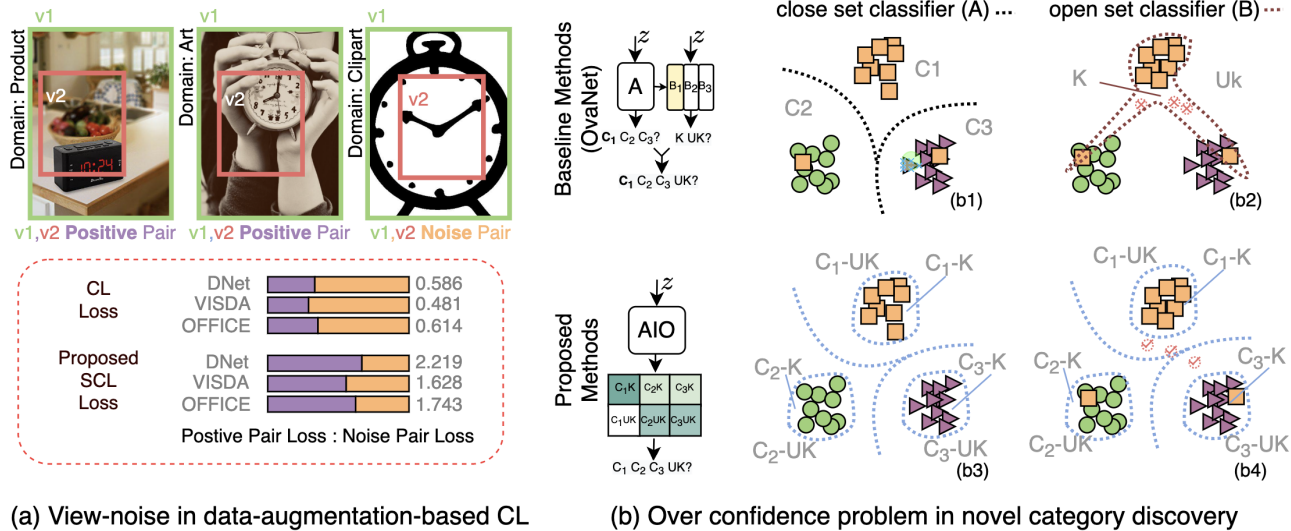 v1
Domain: Product
v2
Domain: Art
v2
Domain: Clipart
v2
10:24
v1,v2 Positive Pair
v1,v2 Positive Pair
v1,v2 Noise Pair
CL
Loss
DNet 0.586
VISDA 0.481
OFFICE 0.614
Proposed
SCL
Loss
DNet 2.219
VISDA 1.628
OFFICE 1.743
Postive Pair Loss : Noise Pair Loss
(a) View-noise in data-augmentation-based CL
close set classifier (A)
open set classifier (B)
Baseline Methods
(OvaNet)
z
z
A
B1 B2 B3
C1 C2 C3?
K UK?
C1 C2 C3 UK?
C1
C2
C3
(b1)
K
Uk
(b2)
Proposed
Methods
z
AIO
C1K C2K C3K
C1UK C2UK C3UK
C1 C2 C3 UK?
C1-UK
C1-K
C2-K
C3-K
C2-UK
C3-UK
(b3)
C1-UK
C1-K
C2-K
C3-K
C2-UK
C3-UK
(b4)
(b) Over confidence problem in novel category discovery